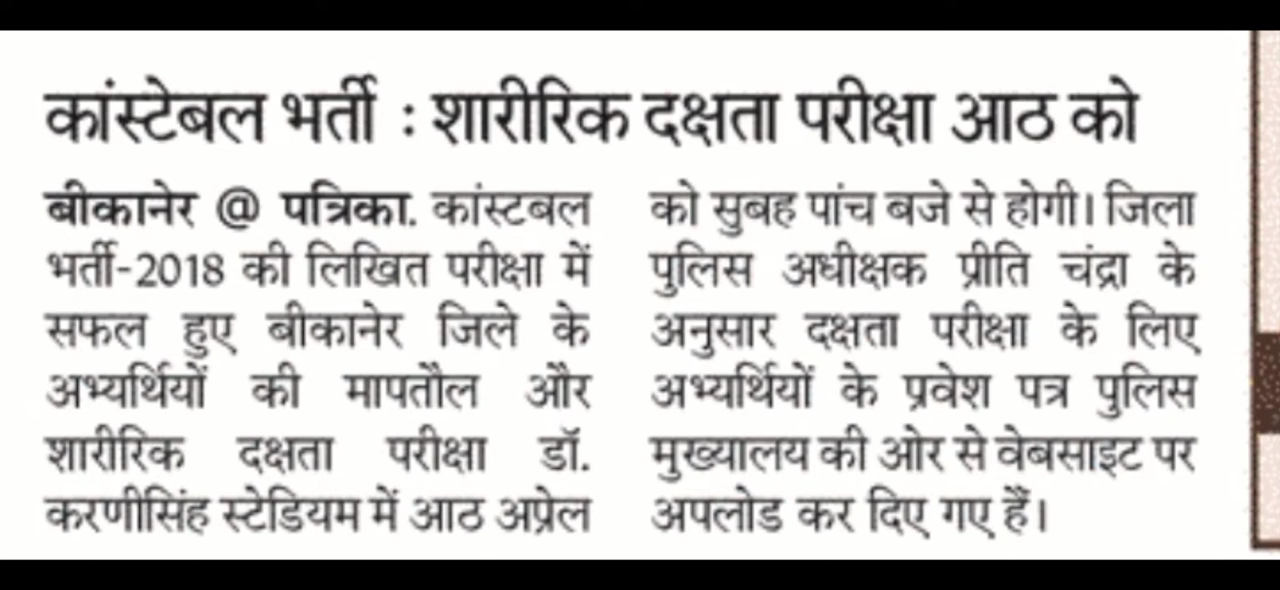 कांस्टेबल भर्ती : शारीरिक दक्षता परीक्षा आठ को
बीकानेर @ पत्रिका. कांस्टबल
भर्ती-2018 की लिखित परीक्षा में
सफल हुए बीकानेर जिले के
अभ्यर्थियों की मापतौल और
शारीरिक दक्षता परीक्षा डॉ.
करणीसिंह स्टेडियम में आठ अप्रेल
को सुबह पांच बजे से होगी। जिला
पुलिस अधीक्षक प्रीति चंद्रा के
अनुसार दक्षता परीक्षा के लिए
अभ्यर्थियों के प्रवेश पत्र पुलिस
मुख्यालय की ओर से वेबसाइट पर
अपलोड कर दिए गए हैं।